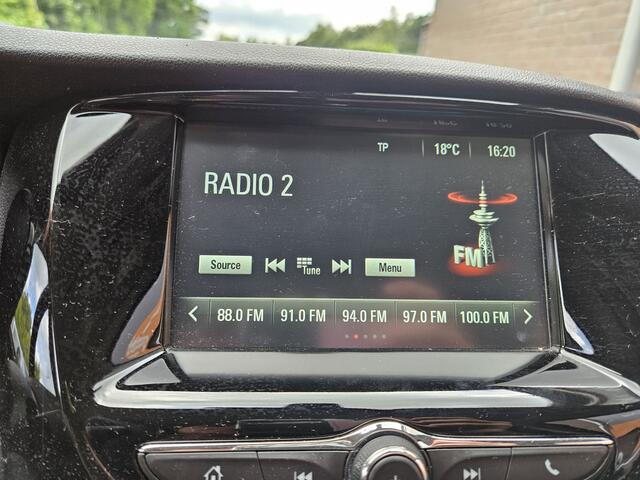 TP 18°C 16:20
RADIO 2
FM
Source Tune Menu
88.0 FM 91.0 FM 94.0 FM 97.0 FM 100.0 FM